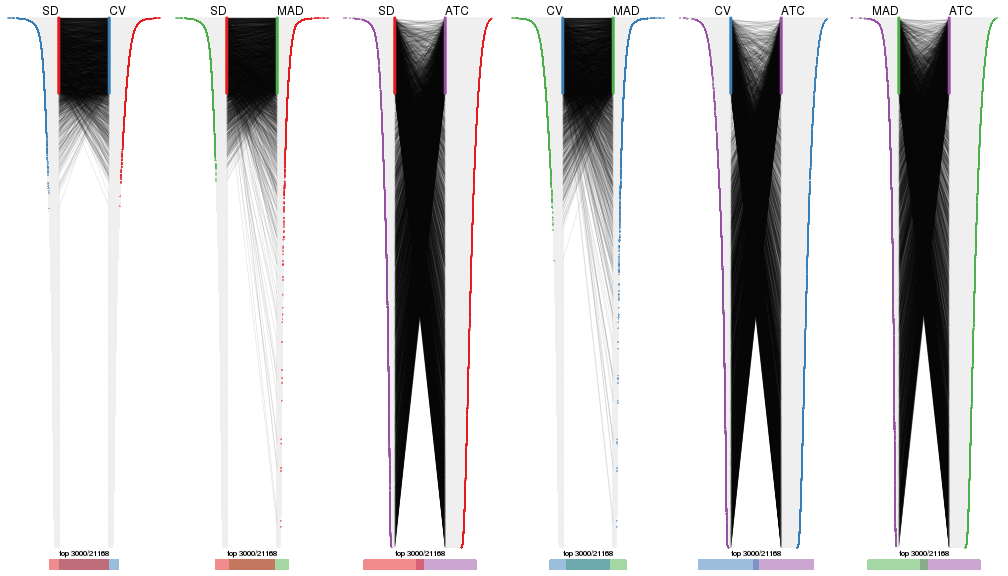 SD CV
SD MAD
SD ATC
CV MAD
CV ATC
MAD ATC
top 3000/21168
top 3000/21168
top 3000/21168
top 3000/21168
top 3000/21168
top 3000/21168